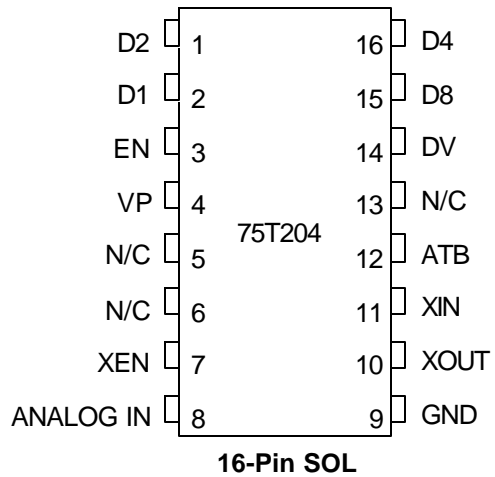 D2 1 16 D4
D1 2 15 D8
EN 3 14 DV
VP 4 13 N/C
75T204
N/C 5 12 ATB
N/C 6 11 XIN
XEN 7 10 XOUT
ANALOG IN 8 9 GND
16-Pin SOL